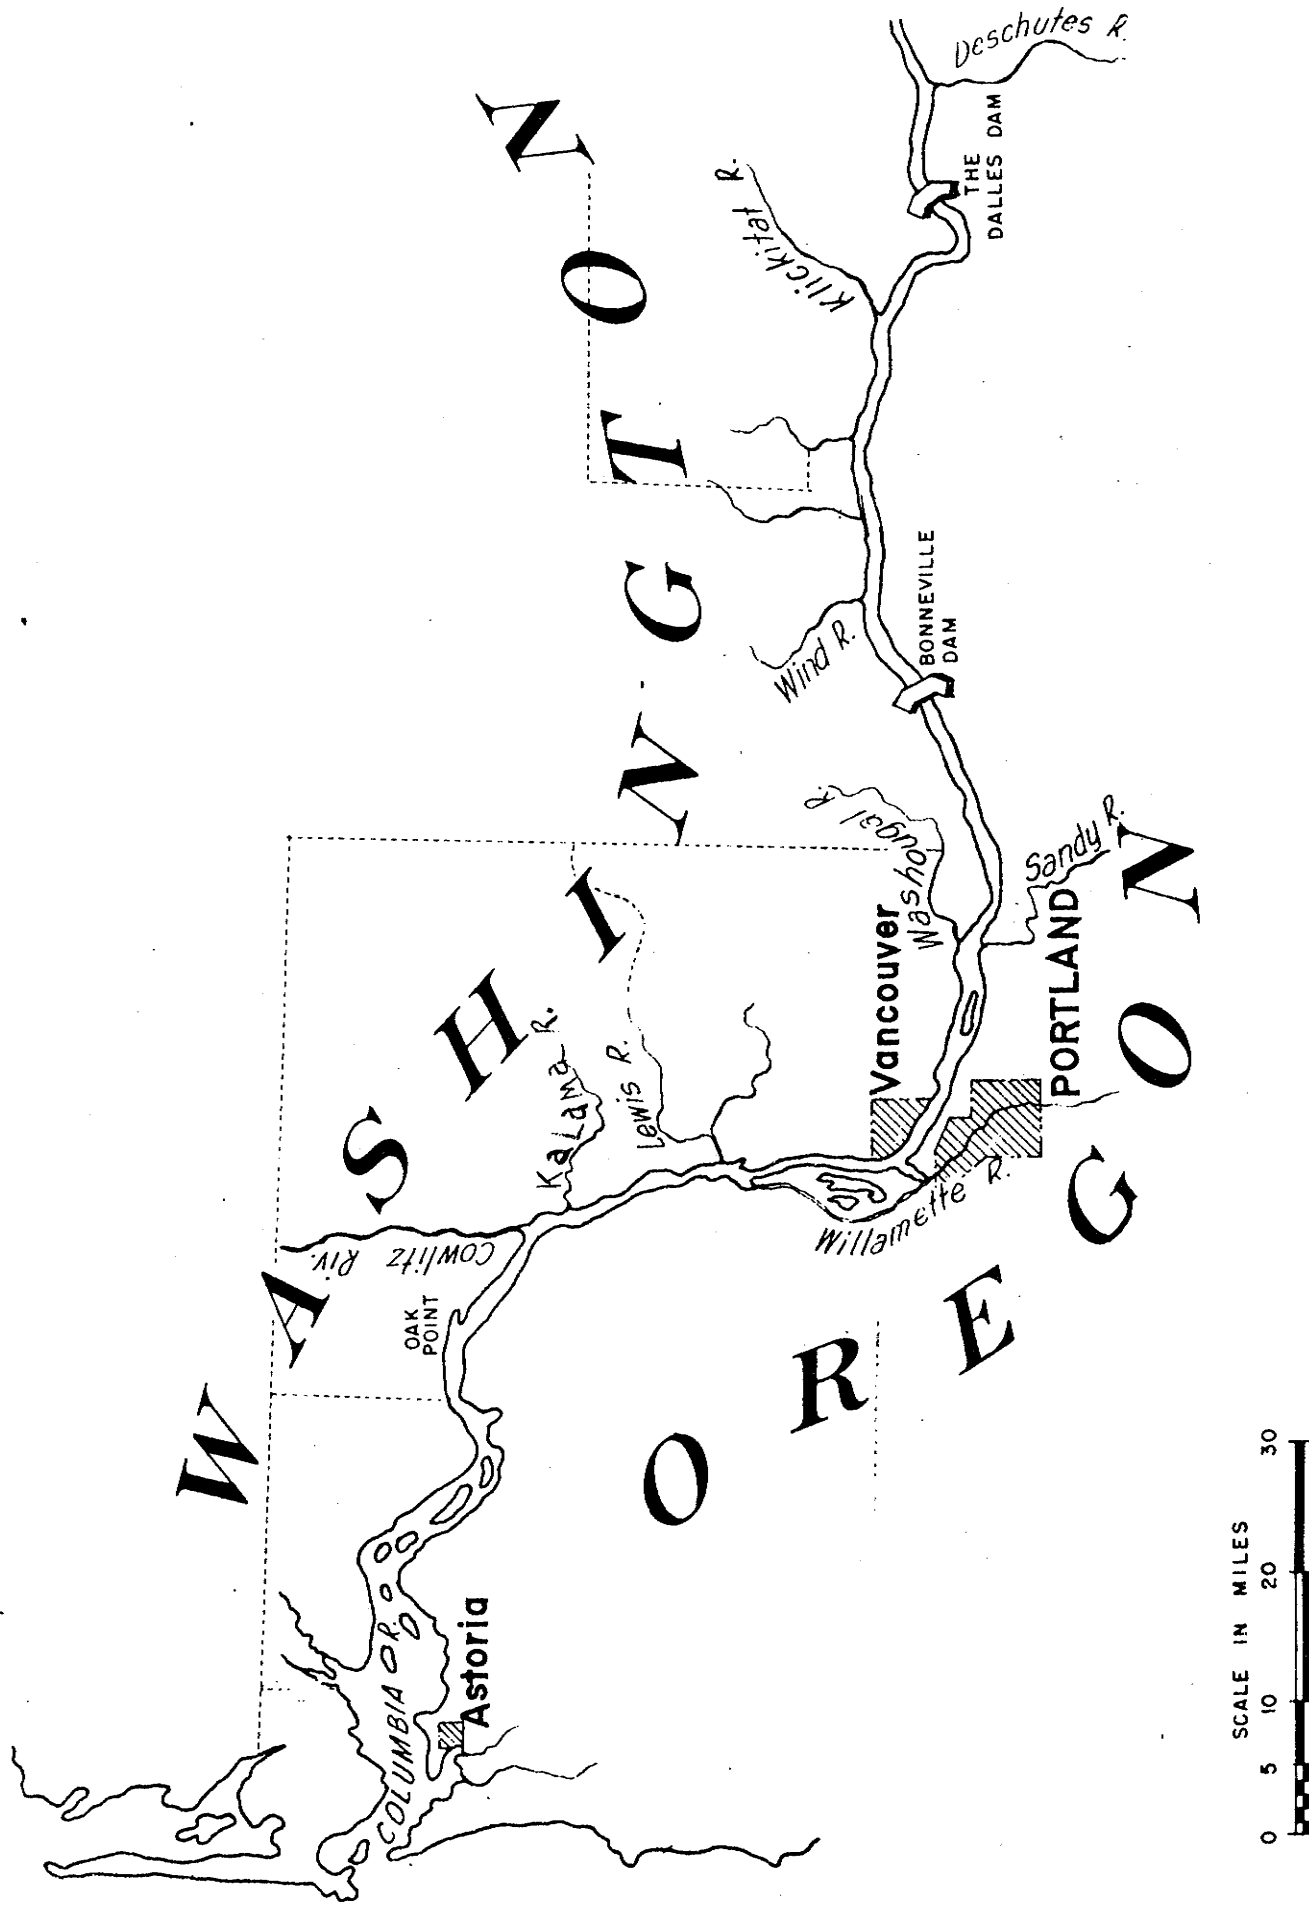 WASHINGTON
OREGON
COLUMBIA R.
Astoria
OAK
POINT
Cowlitz Riv.
KaLama R.
Lewis R.
Willamette R.
Vancouver
PORTLAND
Washougal R.
Sandy R.
BONNEVILLE
DAM
Wind R.
Klickitat R.
THE
DALLES DAM
Deschutes R.
SCALE IN MILES
0 5 10 20 30